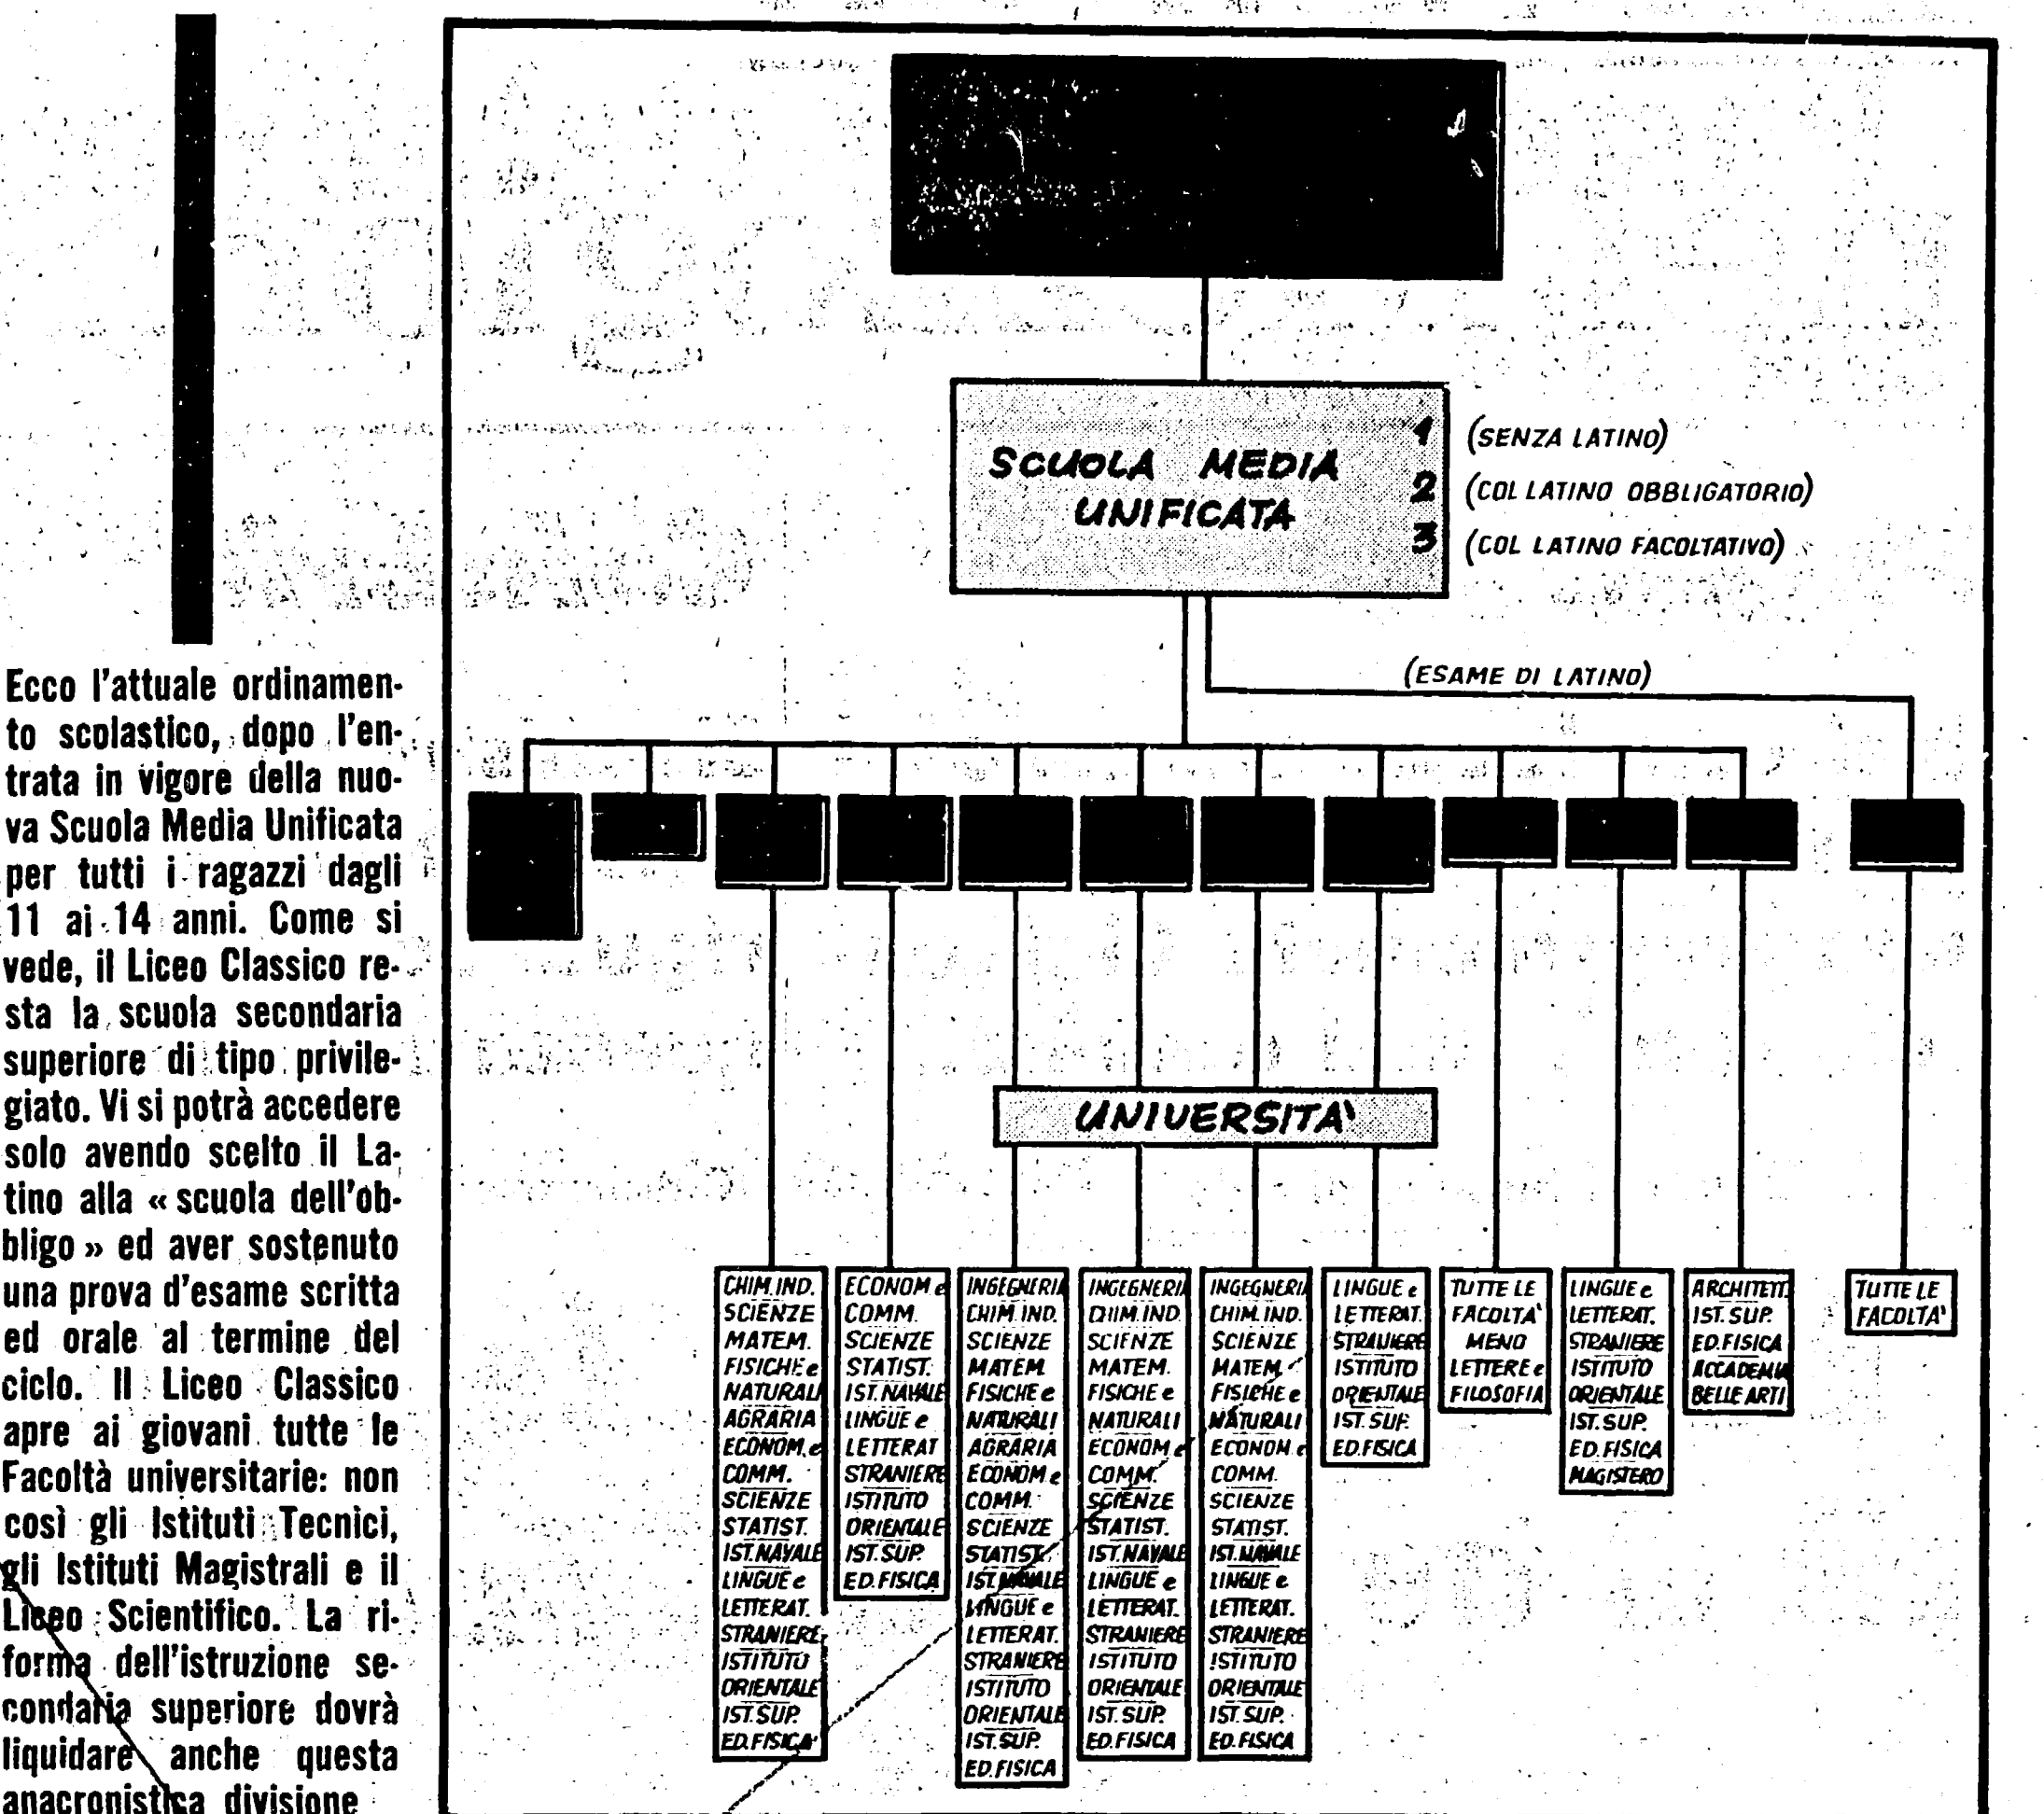 Ecco l'attuale ordinamen-
to scolastico, dopo l'en-
trata in vigore della nuo-
va Scuola Media Unificata
per tutti i ragazzi dagli
11 ai 14 anni. Come si
vede, il Liceo Classico re-
sta la scuola secondaria
superiore di tipo privile-
giato. Vi si potrà accedere
solo avendo scelto il La-
tino alla « scuola dell'ob-
bligo » ed aver sostenuto
una prova d'esame scritta
ed orale al termine del
ciclo. Il Liceo Classico
apre ai giovani tutte le
Facoltà universitarie: non
così gli Istituti Tecnici,
gli Istituti Magistrali e il
Liceo Scientifico. La ri-
forma dell'istruzione se-
condaria superiore dovrà
liquidare anche questa
anacronistica divisione
SCUOLA MEDIA
UNIFICATA
1 (SENZA LATINO)
2 (COL LATINO OBBLIGATORIO)
3 (COL LATINO FACOLTATIVO)
(ESAME DI LATINO)
UNIVERSITA'
CHIM. IND.
SCIENZE
MATEM.
FISICHE e
NATURALI
AGRARIA
ECONOM. e
COMM.
SCIENZE
STATIST.
IST. NAVALE
LINGUE e
LETTERAT.
STRANIERE
ISTITUTO
ORIENTALE
IST. SUP.
ED. FISICA
ECONOM e
COMM.
SCIENZE
STATIST.
IST. NAVALE
LINGUE e
LETTERAT
STRANIERE
ISTITUTO
ORIENTALE
IST. SUP.
ED. FISICA
INGEGNERIA
CHIM. IND.
SCIENZE
MATEM
FISICHE e
NATURALI
AGRARIA
ECONOM e
COMM.
SCIENZE
STATIST.
IST. NAVALE
LINGUE e
LETTERAT.
STRANIERE
ISTITUTO
ORIENTALE
IST. SUP.
ED. FISICA
INGEGNERIA
CHIM. IND.
SCIENZE
MATEM.
FISICHE e
NATURALI
ECONOM e
COMM.
SCIENZE
STATIST.
IST. NAVALE
LINGUE e
LETTERAT.
STRANIERE
ISTITUTO
ORIENTALE
IST. SUP.
ED. FISICA
INGEGNERIA
CHIM. IND.
SCIENZE
MATEM.
FISICHE e
NATURALI
ECONOM. e
COMM.
SCIENZE
STATIST.
IST. NAVALE
LINGUE e
LETTERAT.
STRANIERE
ISTITUTO
ORIENTALE
IST. SUP.
ED. FISICA
LINGUE e
LETTERAT.
STRANIERE
ISTITUTO
ORIENTALE
IST. SUP.
ED. FISICA
TUTTE LE
FACOLTA'
MENO
LETTERE e
FILOSOFIA
LINGUE e
LETTERAT.
STRANIERE
ISTITUTO
ORIENTALE
IST. SUP.
ED. FISICA
MAGISTERO
ARCHITETT.
IST. SUP.
ED. FISICA
ACCADEMIA
BELLE ARTI
TUTTE LE
FACOLTA'